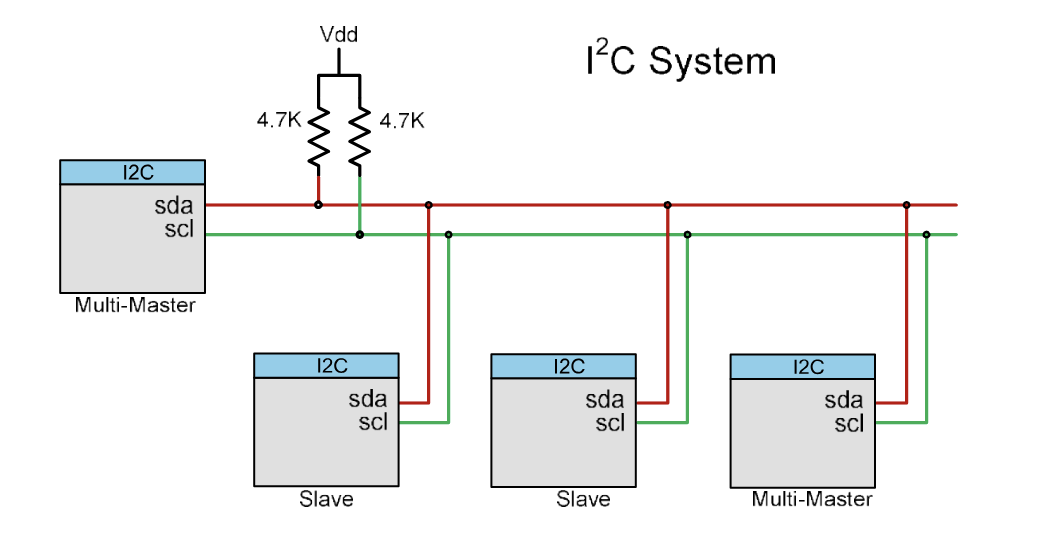 Vdd
I²C System
4.7K 4.7K
I2C
sda
scl
Multi-Master
I2C
sda
scl
Slave
I2C
sda
scl
Slave
I2C
sda
scl
Multi-Master